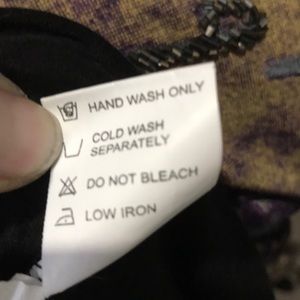 HAND WASH ONLY
COLD WASH
SEPARATELY
DO NOT BLEACH
LOW IRON